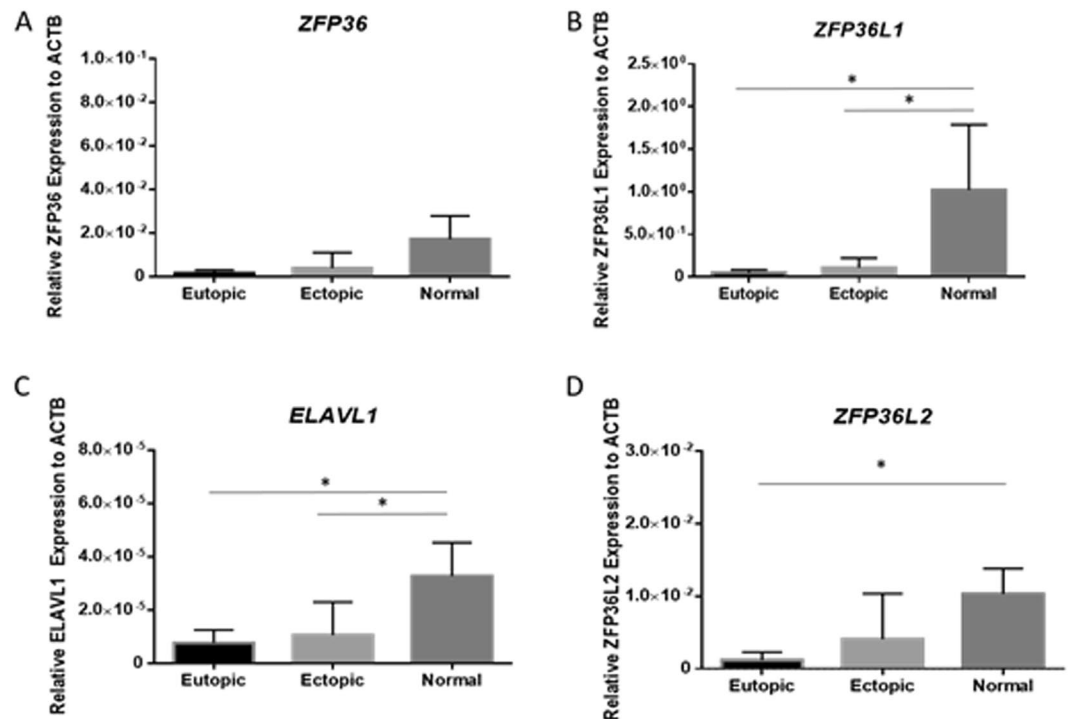 A
ZFP36
Relative ZFP36 Expression to ACTB
1.0×10⁻¹
8.0×10⁻²
6.0×10⁻²
4.0×10⁻²
2.0×10⁻²
0
Eutopic Ectopic Normal
B
ZFP36L1
Relative ZFP36L1 Expression to ACTB
2.5×10⁰
2.0×10⁰
1.5×10⁰
1.0×10⁰
5.0×10⁻¹
0
*
*
Eutopic Ectopic Normal
C
ELAVL1
Relative ELAVL1 Expression to ACTB
8.0×10⁻⁵
6.0×10⁻⁵
4.0×10⁻⁵
2.0×10⁻⁵
0
*
*
Eutopic Ectopic Normal
D
ZFP36L2
Relative ZFP36L2 Expression to ACTB
3.0×10⁻²
2.0×10⁻²
1.0×10⁻²
0
*
Eutopic Ectopic Normal